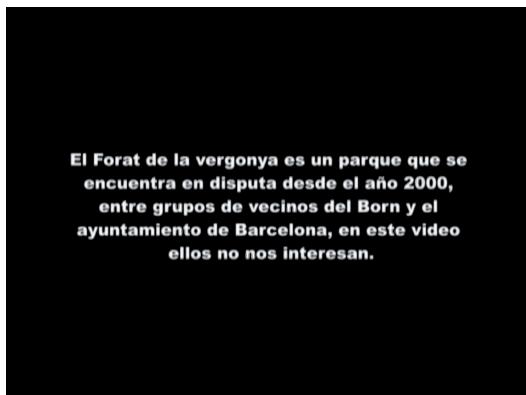 El Forat de la vergonya es un parque que se
encuentra en disputa desde el año 2000,
entre grupos de vecinos del Born y el
ayuntamiento de Barcelona, en este video
ellos no nos interesan.